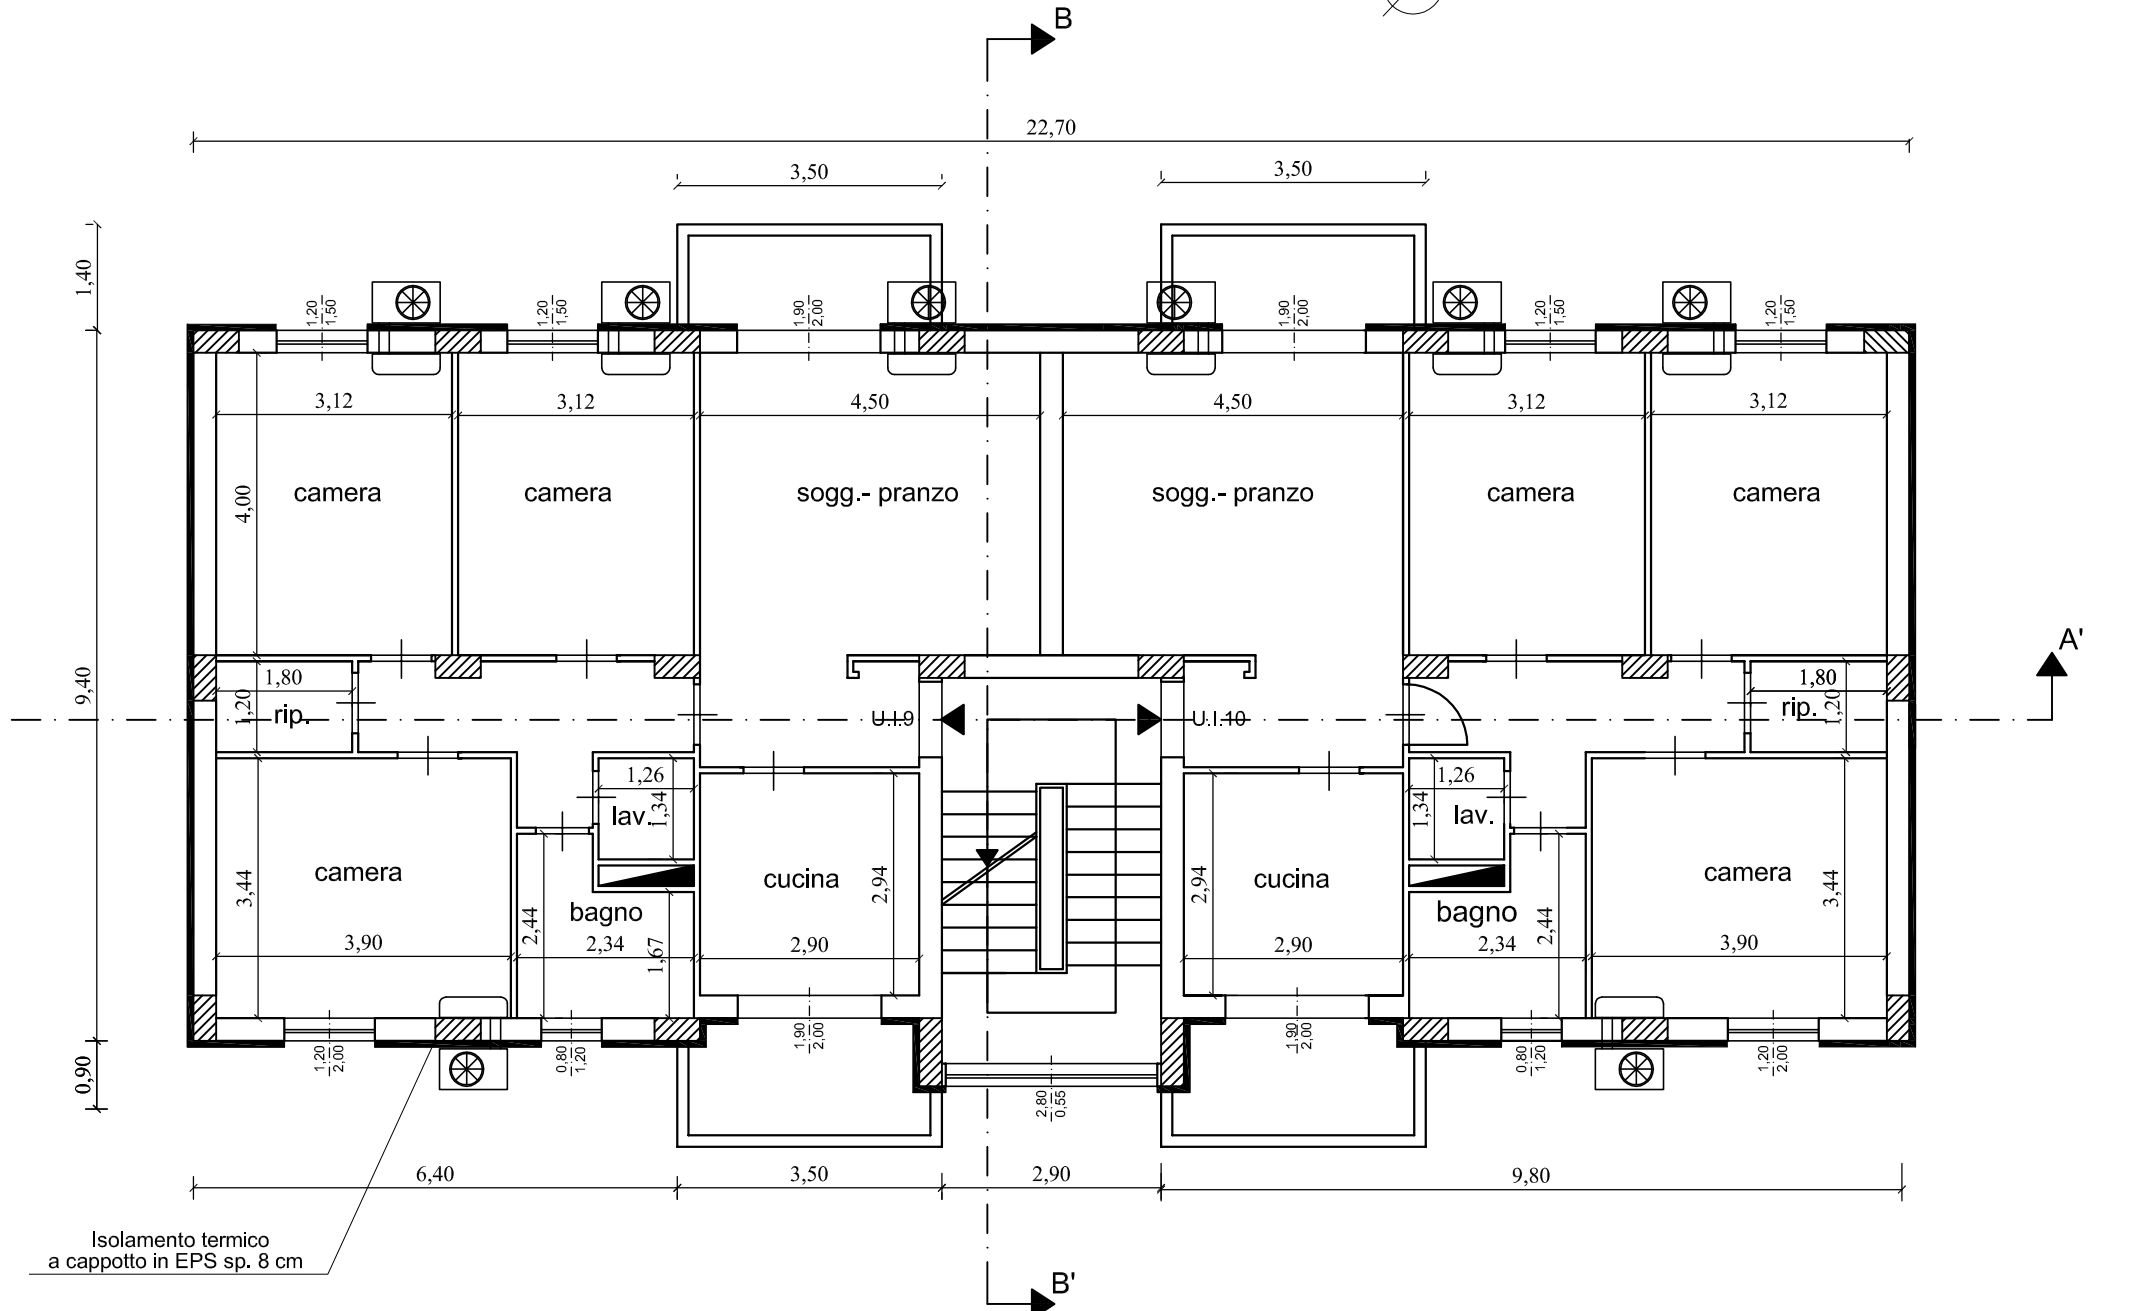 B
22,70
3,50
3,50
1,40
1,20
1,50
1,20
1,50
1,90
2,00
1,90
2,00
1,20
1,50
1,20
1,50
3,12
3,12
4,50
4,50
3,12
3,12
4,00
camera
camera
sogg.- pranzo
sogg.- pranzo
camera
camera
9,40
A'
1,80
1,20
rip.
U.I.9
U.I.10
1,80
1,20
rip.
1,26
1,34
lav.
1,26
1,34
lav.
camera
3,44
3,90
cucina
2,94
2,90
cucina
2,94
2,90
camera
3,44
3,90
bagno
2,44
2,34
1,67
bagno
2,44
2,34
0,90
1,20
2,00
0,80
1,20
1,90
2,00
2,80
0,55
1,90
2,00
0,80
1,20
1,20
2,00
6,40
3,50
2,90
9,80
Isolamento termico
a cappotto in EPS sp. 8 cm
B'